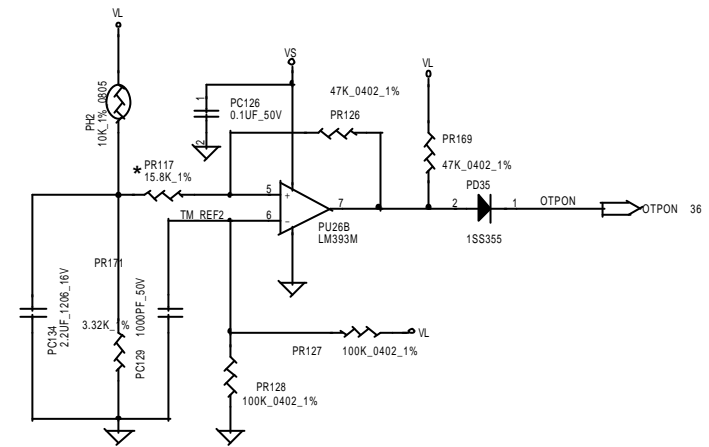 VL
VS
VL
PH2
10K_1%_0805
1
2
PC126
0.1UF_50V
47K_0402_1%
PR126
PR169
47K_0402_1%
* PR117
15.8K_1%
5
+
7
6
-
TM_REF2
PU26B
LM393M
PD35
2
1
1SS355
OTPON
OTPON 36
PR171
3.32K_1%
PC134
2.2UF_1206_16V
PC129
1000PF_50V
VL
PR127
100K_0402_1%
PR128
100K_0402_1%